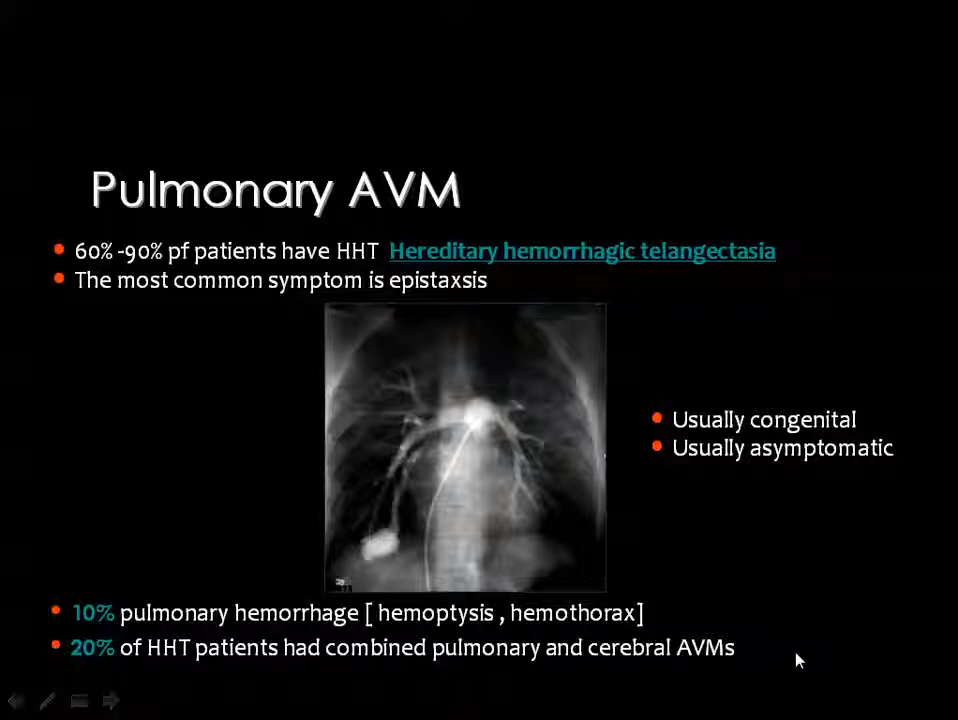 Pulmonary AVM
60% -90% pf patients have HHT Hereditary hemorrhagic telangectasia
The most common symptom is epistaxsis
Usually congenital
Usually asymptomatic
10% pulmonary hemorrhage [ hemoptysis , hemothorax]
20% of HHT patients had combined pulmonary and cerebral AVMs